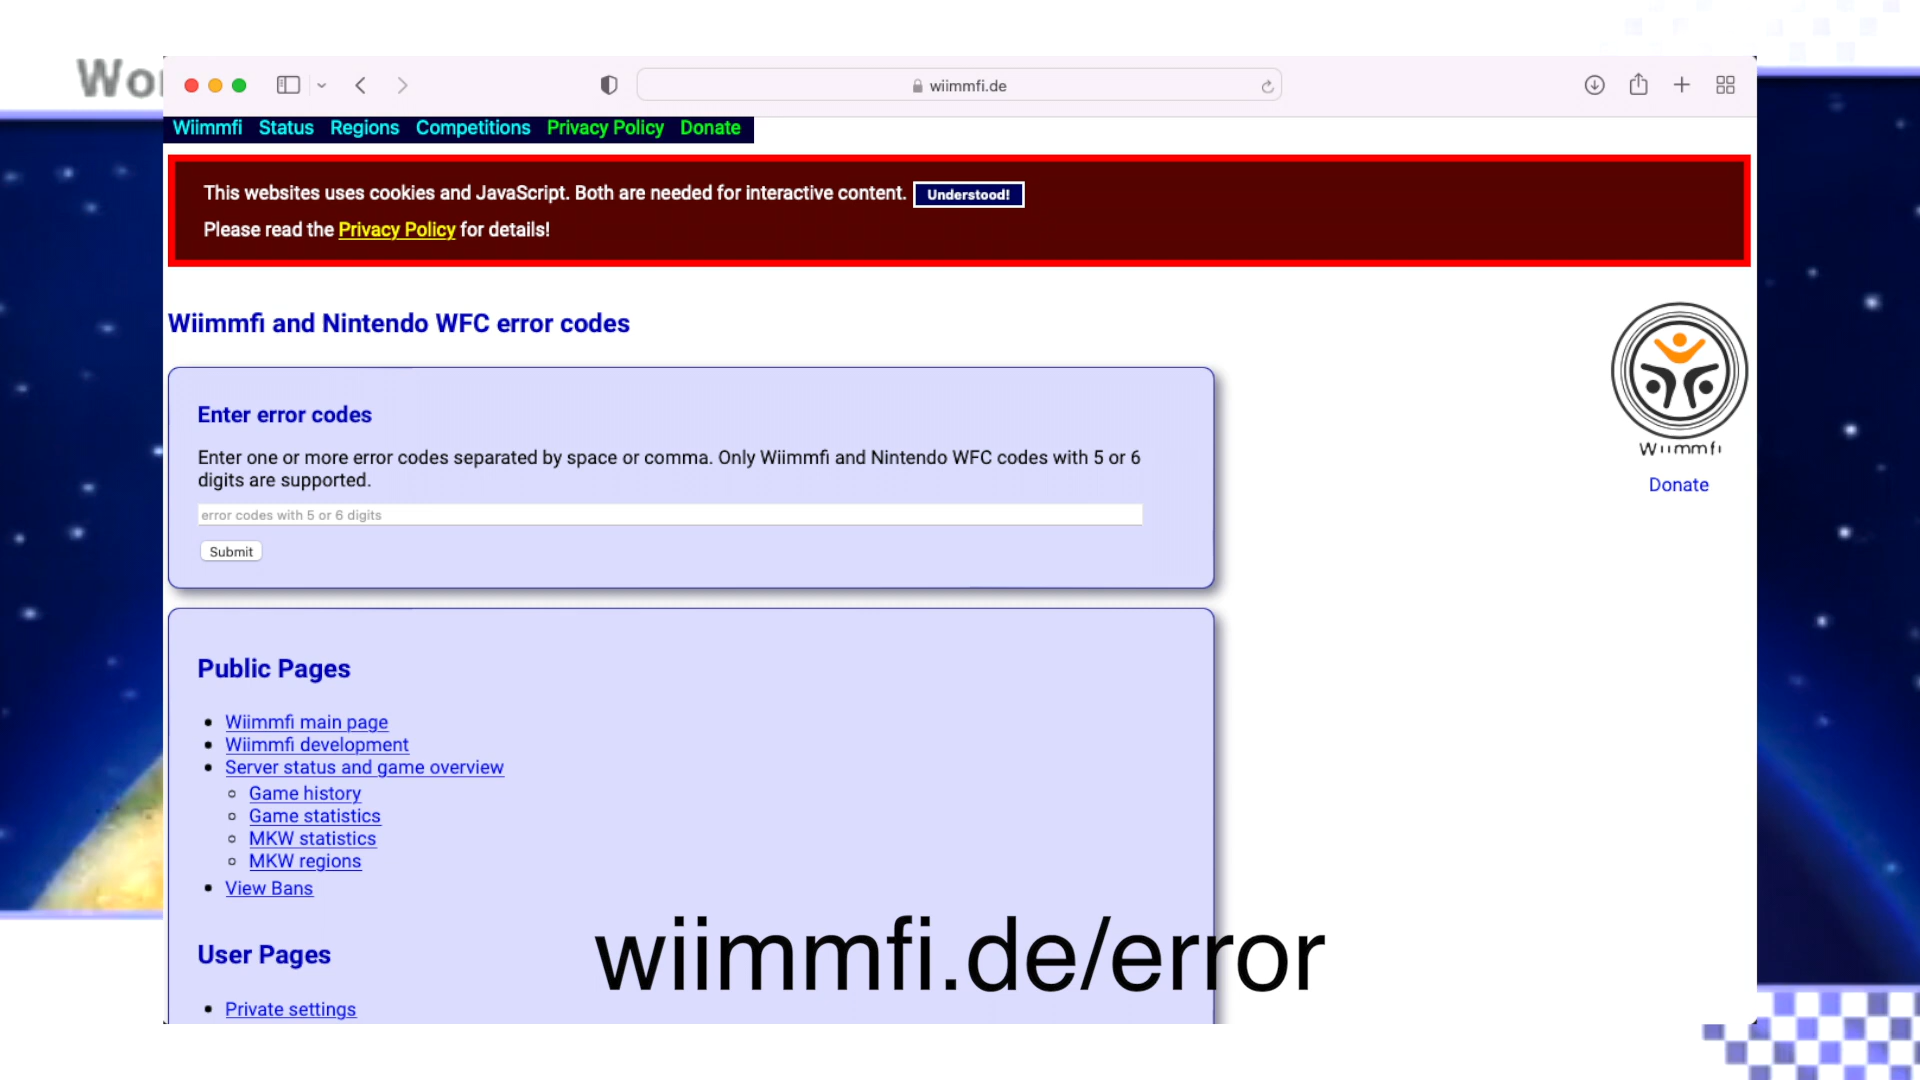 wiimmfi.de
Wiimmfi Status Regions Competitions Privacy Policy Donate
This websites uses cookies and JavaScript. Both are needed for interactive content. Understood!
Please read the Privacy Policy for details!
Wiimmfi and Nintendo WFC error codes
Enter error codes
Enter one or more error codes separated by space or comma. Only Wiimmfi and Nintendo WFC codes with 5 or 6
digits are supported.
error codes with 5 or 6 digits
Submit
Wiimmfi
Donate
Public Pages
Wiimmfi main page
Wiimmfi development
Server status and game overview
Game history
Game statistics
MKW statistics
MKW regions
View Bans
User Pages
Private settings
wiimmfi.de/error